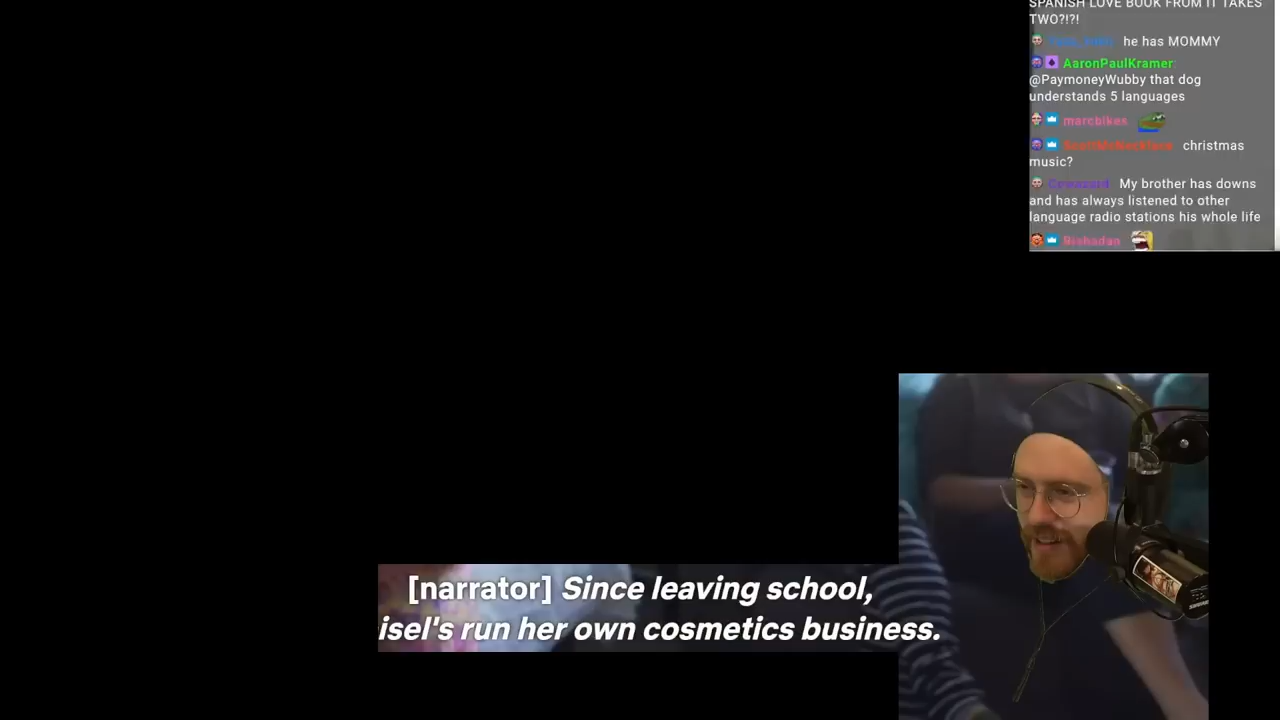 SPANISH LOVE BOOK FROM IT TAKES
TWO?!?!
he has MOMMY
AaronPaulKramer:
@PaymoneyWubby that dog
understands 5 languages
marcbikes
christmas
music?
My brother has downs
and has always listened to other
language radio stations his whole life
Bishadan
[narrator] Since leaving school,
isel's run her own cosmetics business.